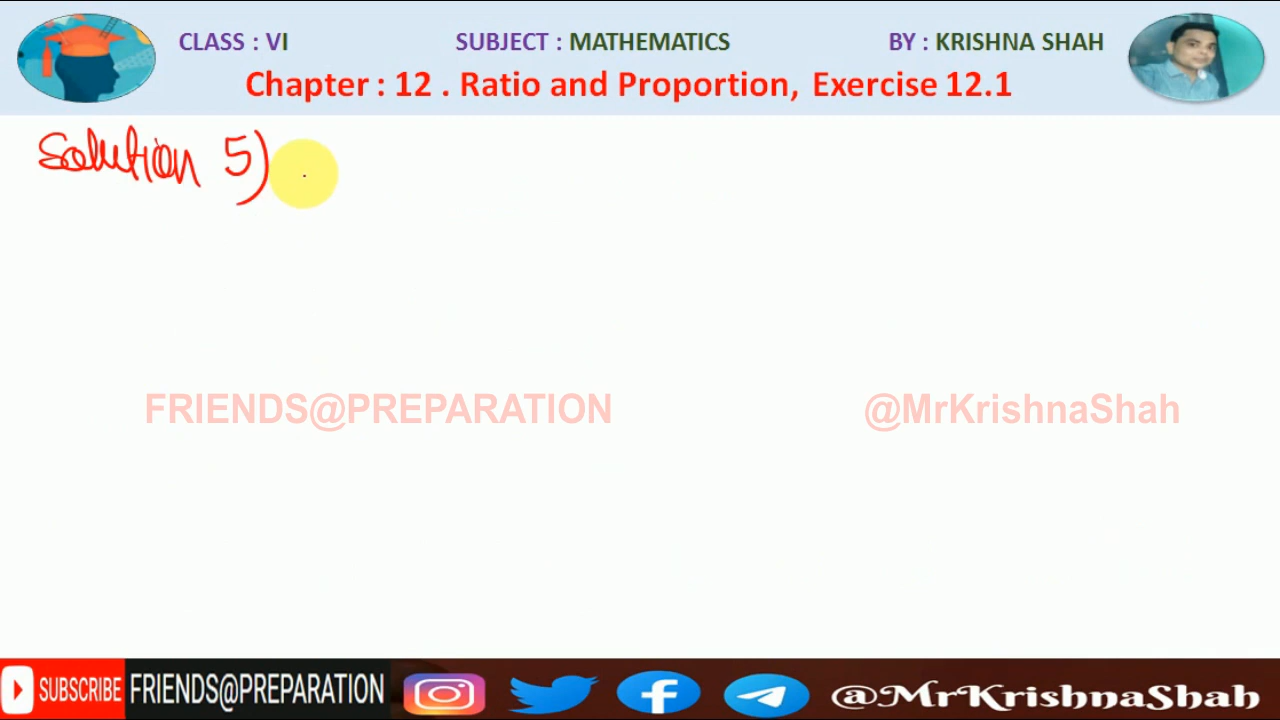 CLASS : VI SUBJECT : MATHEMATICS BY : KRISHNA SHAH
Chapter : 12 . Ratio and Proportion, Exercise 12.1
Solution 5)
FRIENDS@PREPARATION @MrKrishnaShah
SUBSCRIBE FRIENDS@PREPARATION @MrKrishnaShah